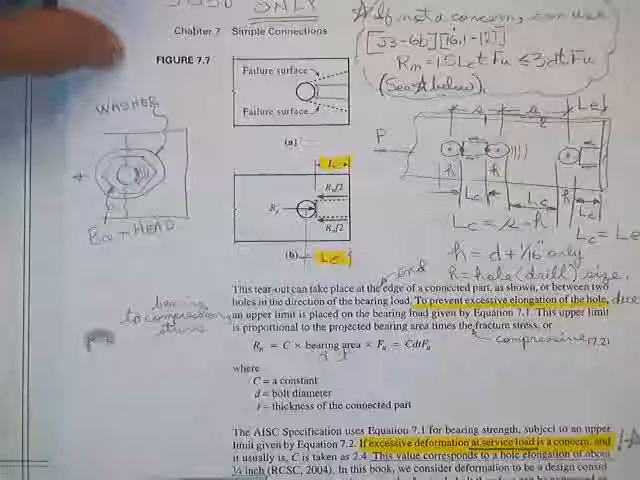 SNLY
Chapter 7 Simple Connections
A If not a concern, can use
[J3-6b][16.1-127]
Rn = 1.5 Lc t Fu ≤ 3dt Fu
(See A below).
FIGURE 7.7
Failure surface
Failure surface
(a)
WASHER
BOLT HEAD
Lc
Rn/2
Rn
Rn/2
(b)
Le
P
s
s
Le
t
h
h
h
Lc
Lc
Lc
Lc = s - h
Lc = Le
h = d + 1/16" only
h = hole (drill) size.
end
This tear-out can take place at the edge of a connected part, as shown, or between two
holes in the direction of the bearing load. To prevent excessive elongation of the hole,
an upper limit is placed on the bearing load given by Equation 7.1. This upper limit
is proportional to the projected bearing area times the fracture stress, or
bearing
to compression
compressive
Rn = C × bearing area × Fu = CdtFu
(7.2)
where
C = a constant
d = bolt diameter
t = thickness of the connected part
The AISC Specification uses Equation 7.1 for bearing strength, subject to an upper
limit given by Equation 7.2. If excessive deformation at service load is a concern, and
it usually is, C is taken as 2.4. This value corresponds to a hole elongation of about
¼ inch (RCSC, 2004). In this book, we consider deformation to be a design